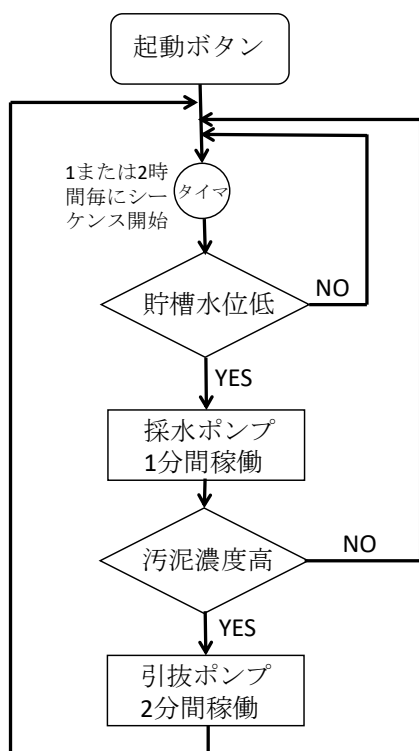 起動ボタン
1または2時
間毎にシー
ケンス開始
タイマ
貯槽水位低
NO
YES
採水ポンプ
1分間稼働
汚泥濃度高
NO
YES
引抜ポンプ
2分間稼働